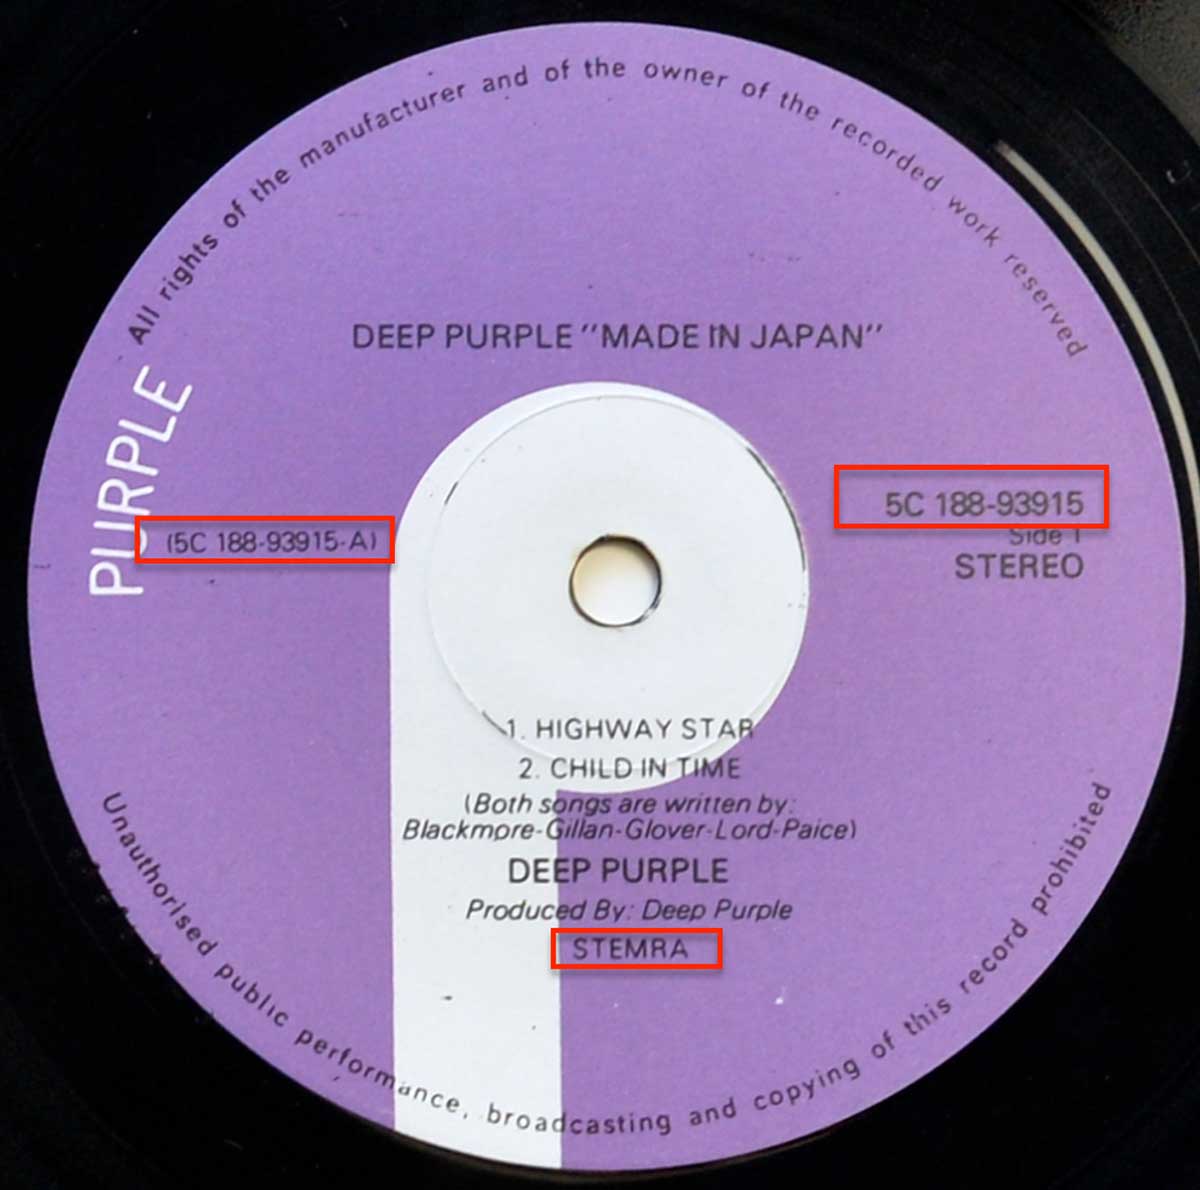 All rights of the manufacturer and of the owner of the recorded work reserved
DEEP PURPLE "MADE IN JAPAN"
PURPLE
(5C 188-93915-A)
5C 188-93915
Side 1
STEREO
1. HIGHWAY STAR
2. CHILD IN TIME
(Both songs are written by:
Blackmore-Gillan-Glover-Lord-Paice)
DEEP PURPLE
Produced By: Deep Purple
STEMRA
Unauthorised public performance, broadcasting and copying of this record prohibited